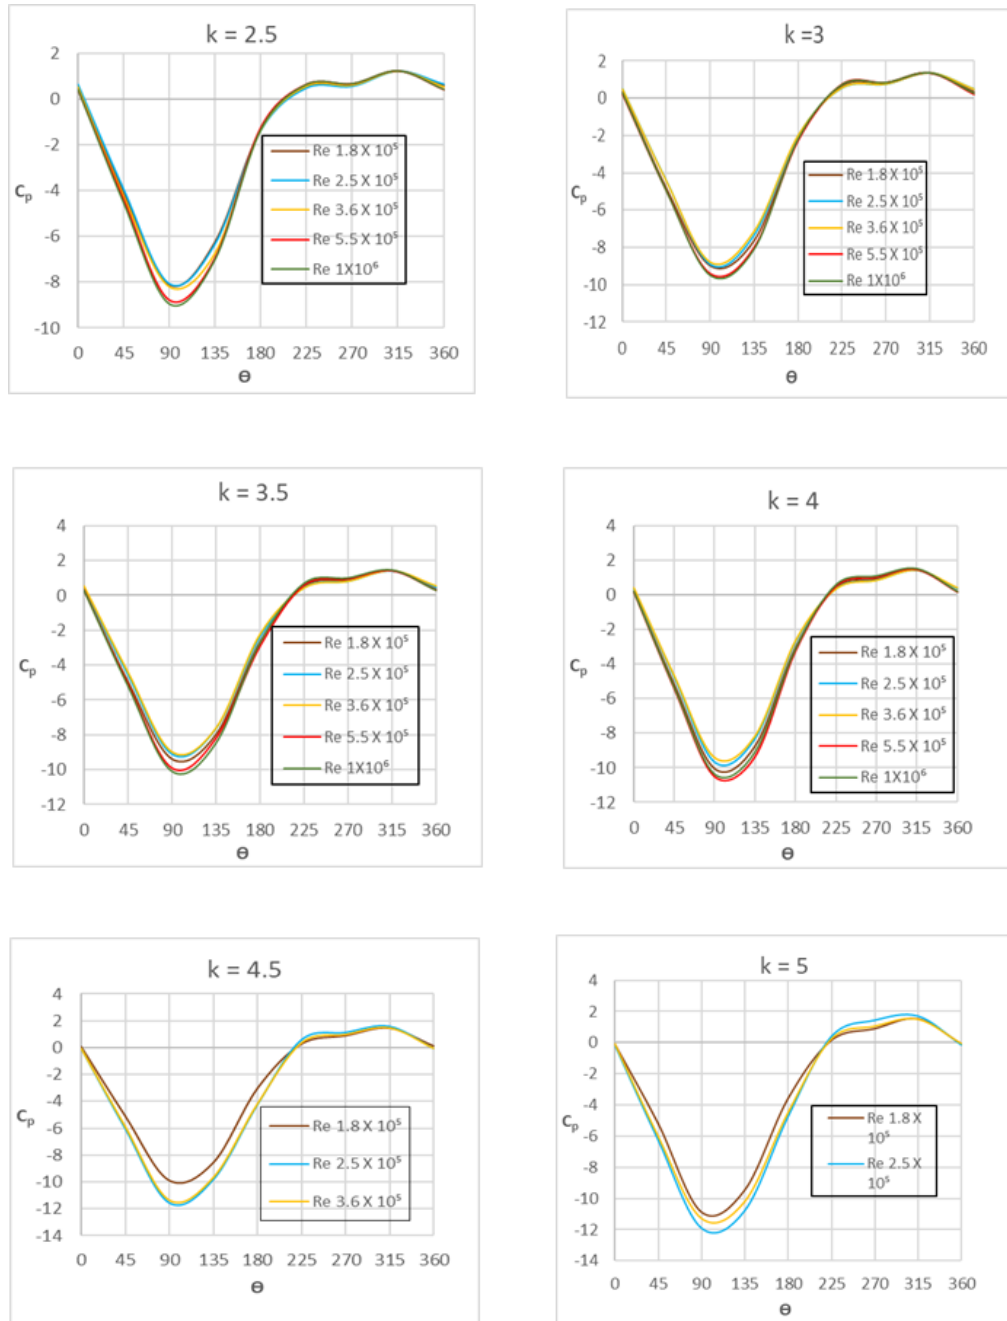 k = 2.5
2
0
-2
-4
-6
-8
-10
Cp
0 45 90 135 180 225 270 315 360
Θ
Re 1.8 X 10⁵
Re 2.5 X 10⁵
Re 3.6 X 10⁵
Re 5.5 X 10⁵
Re 1X10⁶
k =3
2
0
-2
-4
-6
-8
-10
-12
Cp
0 45 90 135 180 225 270 315 360
Θ
Re 1.8 X 10⁵
Re 2.5 X 10⁵
Re 3.6 X 10⁵
Re 5.5 X 10⁵
Re 1X10⁶
k = 3.5
4
2
0
-2
-4
-6
-8
-10
-12
Cp
0 45 90 135 180 225 270 315 360
Θ
Re 1.8 X 10⁵
Re 2.5 X 10⁵
Re 3.6 X 10⁵
Re 5.5 X 10⁵
Re 1X10⁶
k = 4
4
2
0
-2
-4
-6
-8
-10
-12
Cp
0 45 90 135 180 225 270 315 360
Θ
Re 1.8 X 10⁵
Re 2.5 X 10⁵
Re 3.6 X 10⁵
Re 5.5 X 10⁵
Re 1X10⁶
k = 4.5
4
2
0
-2
-4
-6
-8
-10
-12
-14
Cp
0 45 90 135 180 225 270 315 360
Θ
Re 1.8 X 10⁵
Re 2.5 X 10⁵
Re 3.6 X 10⁵
k = 5
4
2
0
-2
-4
-6
-8
-10
-12
-14
Cp
0 45 90 135 180 225 270 315 360
Θ
Re 1.8 X
10⁵
Re 2.5 X
10⁵